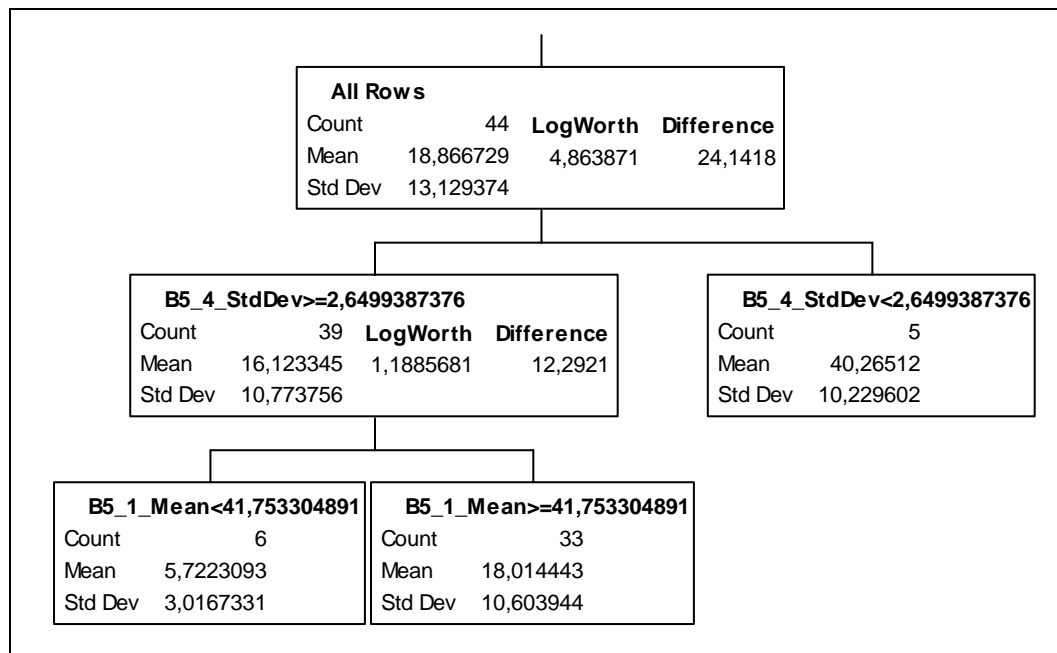 All Rows
Count 44 LogWorth Difference
Mean 18,866729 4,863871 24,1418
Std Dev 13,129374
B5_4_StdDev>=2,6499387376
Count 39 LogWorth Difference
Mean 16,123345 1,1885681 12,2921
Std Dev 10,773756
B5_4_StdDev<2,6499387376
Count 5
Mean 40,26512
Std Dev 10,229602
B5_1_Mean<41,753304891
Count 6
Mean 5,7223093
Std Dev 3,0167331
B5_1_Mean>=41,753304891
Count 33
Mean 18,014443
Std Dev 10,603944